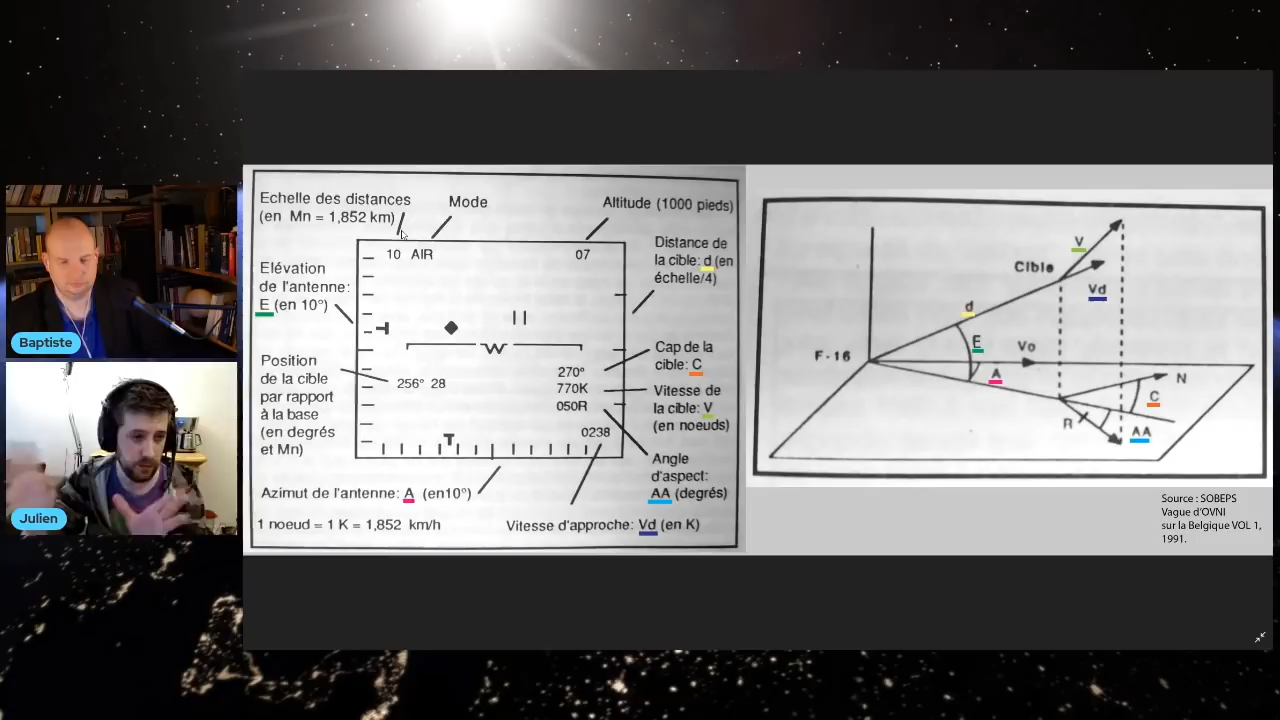 Baptiste
Julien
Echelle des distances
(en Mn = 1,852 km)
Mode
Altitude (1000 pieds)
10 AIR
07
Elévation
de l'antenne:
E (en 10°)
Distance de
la cible: d (en
échelle/4)
Position
de la cible
par rapport
à la base
(en degrés
et Mn)
256° 28
270°
770K
050R
0238
T
Cap de la
cible: C
Vitesse de
la cible: V
(en noeuds)
Angle
d'aspect:
AA (degrés)
Azimut de l'antenne: A (en10°)
1 noeud = 1 K = 1,852 km/h
Vitesse d'approche: Vd (en K)
V
Cible
Vd
d
E
Vo
F-16
A
N
C
R
AA
Source : SOBEPS
Vague d'OVNI
sur la Belgique VOL 1,
1991.